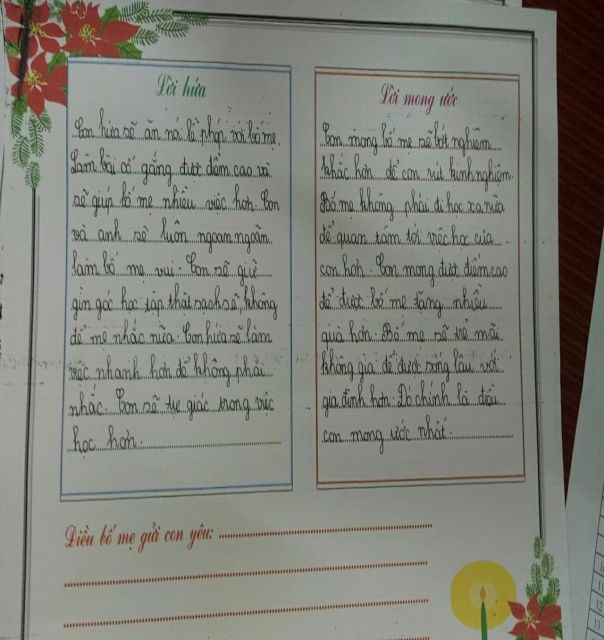 Lời hứa
Con hứa sẽ ăn nói lễ phép với bố mẹ.
Làm bài cố gắng được điểm cao và
sẽ giúp bố mẹ nhiều việc hơn. Con
và anh sẽ luôn ngoan ngoãn
làm bố mẹ vui. Con sẽ giữ
gìn góc học tập thật sạch sẽ, không
để mẹ nhắc nữa. Con hứa sẽ làm
việc nhanh hơn để không phải
nhắc. Con sẽ tự giác trong việc
học hơn.
Lời mong ước
Con mong bố mẹ sẽ bớt nghiêm
khắc hơn để con rút kinh nghiệm.
Bố mẹ không phải đi học xa nữa
để quan tâm tới việc học của
con hơn. Con mong được điểm cao
để được bố mẹ tặng nhiều
quà hơn. Bố mẹ sẽ trẻ mãi
không già để được sống lâu với
gia đình hơn. Đó chính là điều
con mong ước nhất.
Điều bố mẹ gửi con yêu:
11
12
13